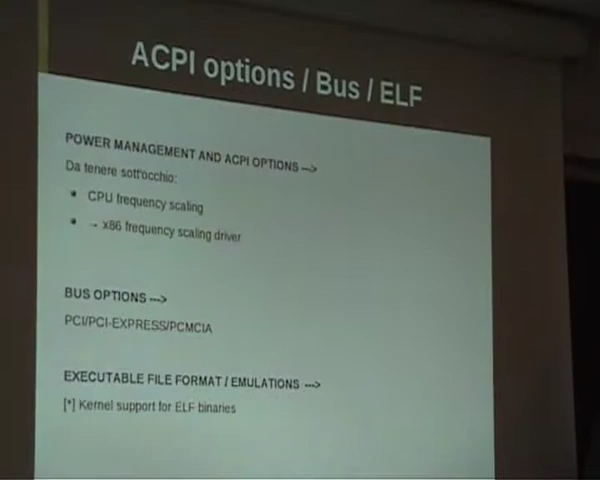 ACPI options / Bus / ELF
POWER MANAGEMENT AND ACPI OPTIONS --->
Da tenere sott'occhio:
• CPU frequency scaling
• → x86 frequency scaling driver
BUS OPTIONS --->
PCI/PCI-EXPRESS/PCMCIA
EXECUTABLE FILE FORMAT / EMULATIONS --->
[*] Kernel support for ELF binaries